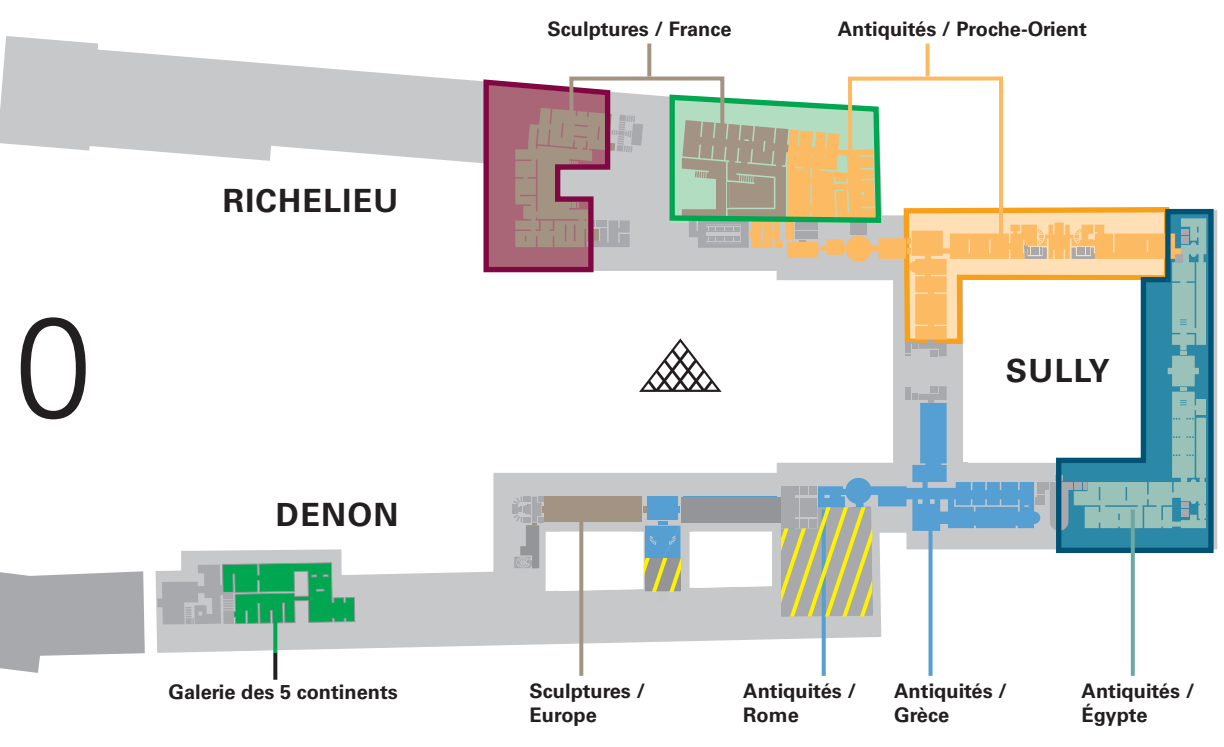 Sculptures / France
Antiquités / Proche-Orient
RICHELIEU
0
SULLY
DENON
Galerie des 5 continents
Sculptures /
Europe
Antiquités /
Rome
Antiquités /
Grèce
Antiquités /
Égypte